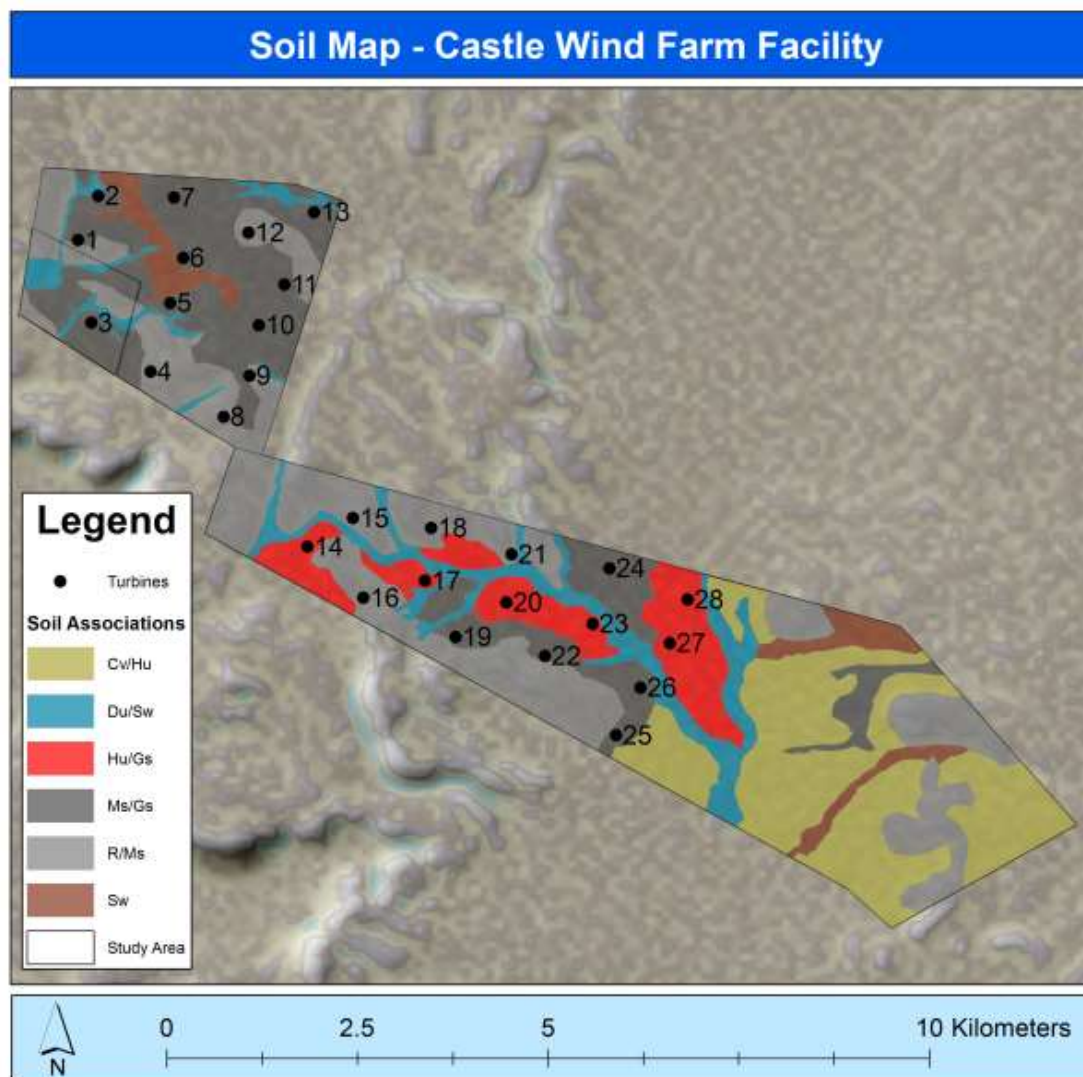 Soil Map - Castle Wind Farm Facility
2
7
13
12
1
6
11
5
3
10
4
9
8
15
18
14
21
24
17
16
20
28
23
19
27
22
26
25
Legend
Turbines
Soil Associations
Cv/Hu
Du/Sw
Hu/Gs
Ms/Gs
R/Ms
Sw
Study Area
N
0 2.5 5 10 Kilometers